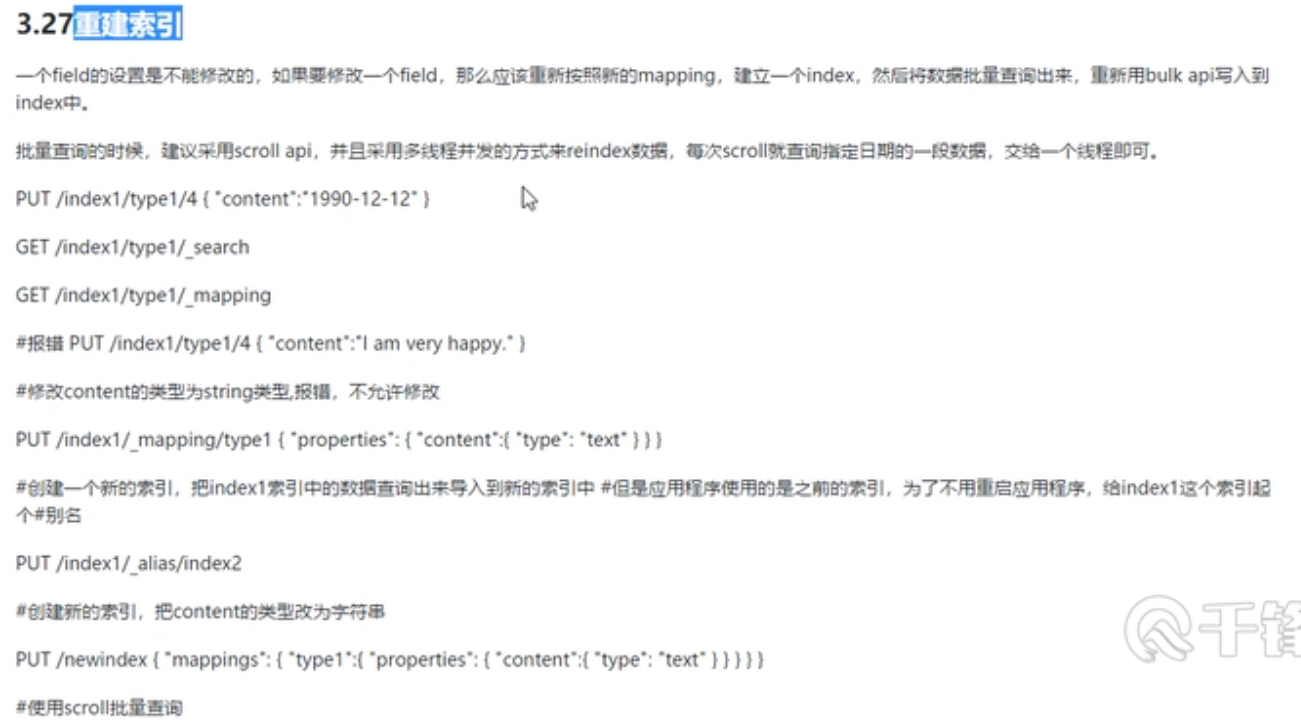 3.27重建索引
一个field的设置是不能修改的，如果要修改一个field，那么应该重新按照新的mapping，建立一个index，然后将数据批量查询出来，重新用bulk api写入到
index中。
批量查询的时候，建议采用scroll api，并且采用多线程并发的方式来reindex数据，每次scroll就查询指定日期的一段数据，交给一个线程即可。
PUT /index1/type1/4 { "content":"1990-12-12" }
GET /index1/type1/_search
GET /index1/type1/_mapping
#报错 PUT /index1/type1/4 { "content":"I am very happy." }
#修改content的类型为string类型,报错，不允许修改
PUT /index1/_mapping/type1 { "properties": { "content":{ "type": "text" } } }
#创建一个新的索引，把index1索引中的数据查询出来导入到新的索引中 #但是应用程序使用的是之前的索引，为了不用重启应用程序，给index1这个索引起
个#别名
PUT /index1/_alias/index2
#创建新的索引，把content的类型改为字符串
PUT /newindex { "mappings": { "type1":{ "properties": { "content":{ "type": "text" } } } } }
#使用scroll批量查询
千锋